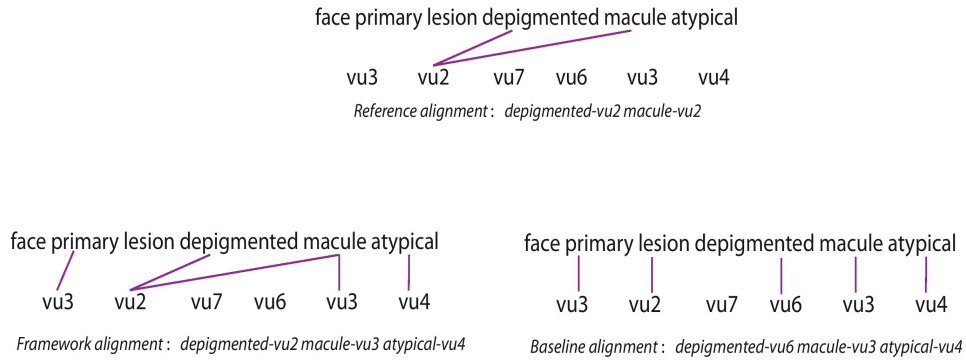 face primary lesion depigmented macule atypical
vu3 vu2 vu7 vu6 vu3 vu4
Reference alignment : depigmented-vu2 macule-vu2
face primary lesion depigmented macule atypical
vu3 vu2 vu7 vu6 vu3 vu4
Framework alignment : depigmented-vu2 macule-vu3 atypical-vu4
face primary lesion depigmented macule atypical
vu3 vu2 vu7 vu6 vu3 vu4
Baseline alignment : depigmented-vu6 macule-vu3 atypical-vu4